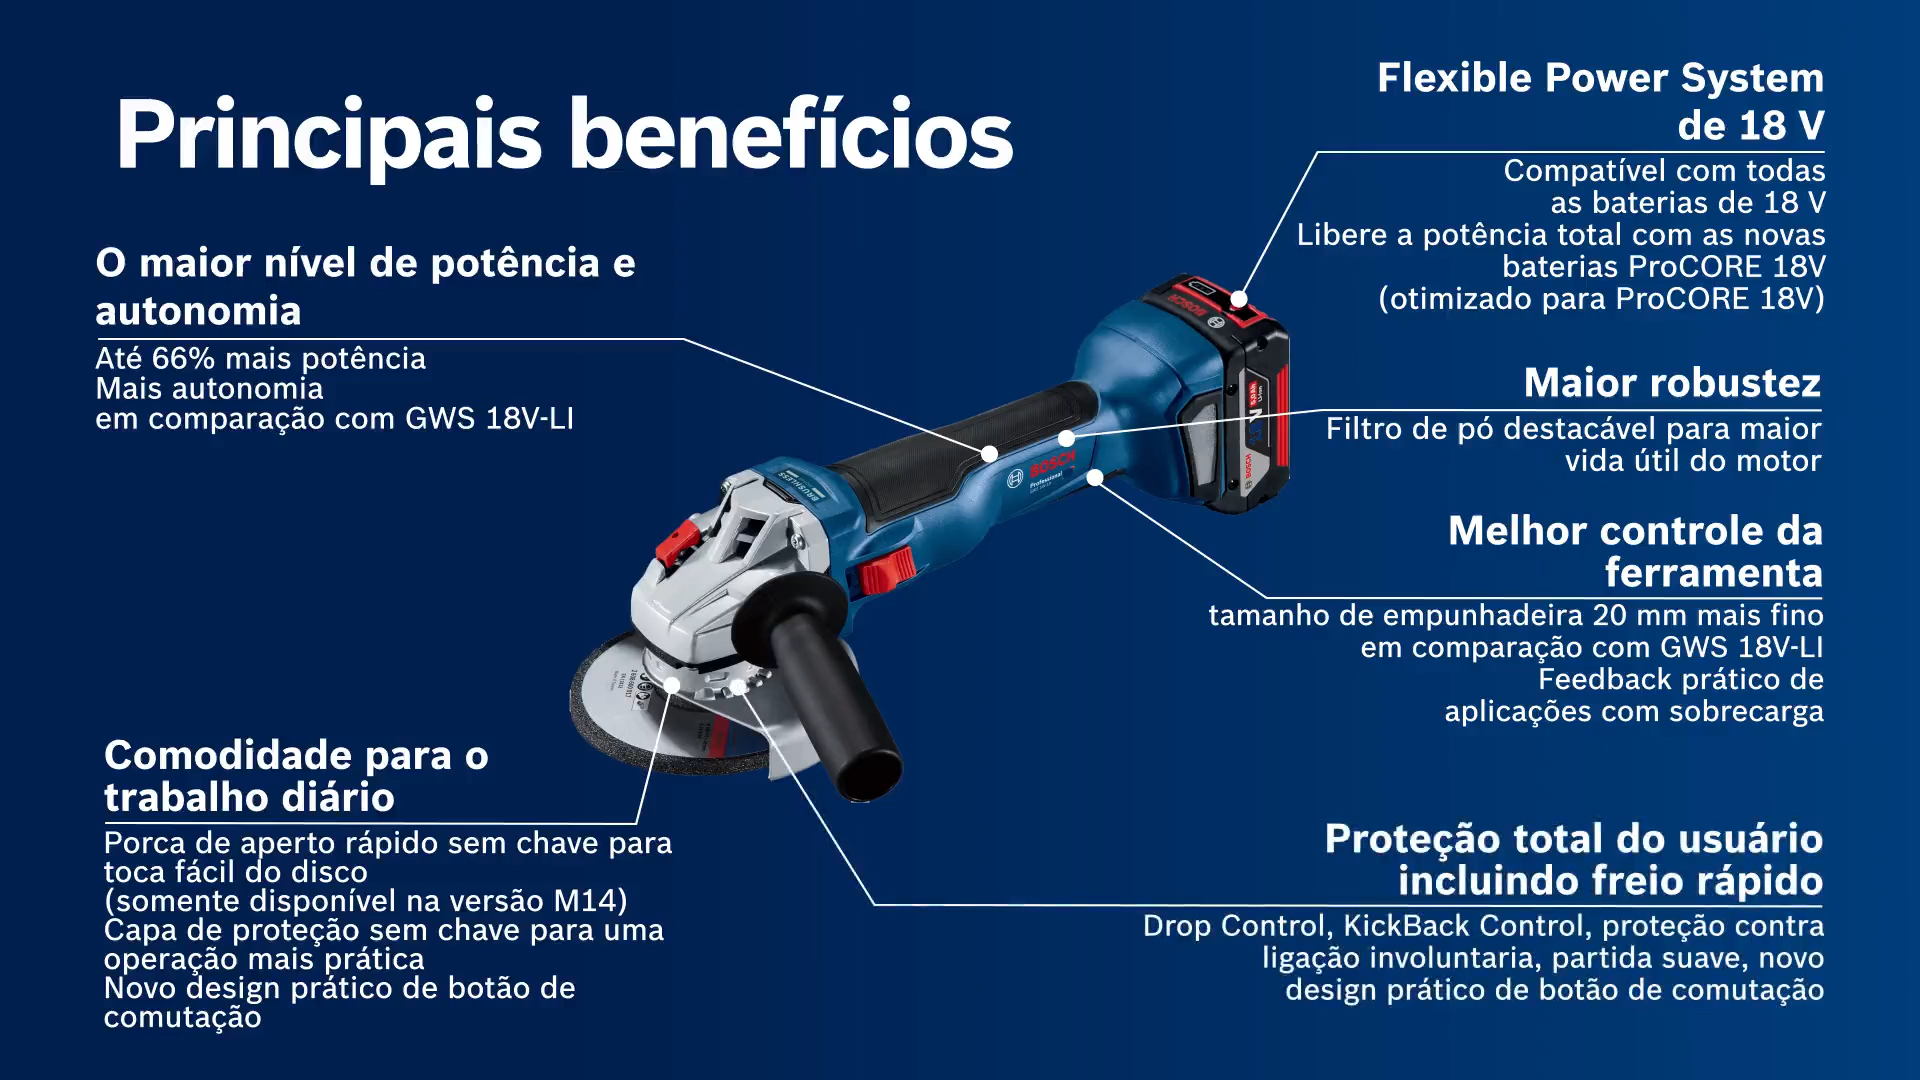 Principais benefícios
O maior nível de potência e
autonomia
Até 66% mais potência
Mais autonomia
em comparação com GWS 18V-LI
Flexible Power System
de 18 V
Compatível com todas
as baterias de 18 V
Libere a potência total com as novas
baterias ProCORE 18V
(otimizado para ProCORE 18V)
Maior robustez
Filtro de pó destacável para maior
vida útil do motor
Melhor controle da
ferramenta
tamanho de empunhadeira 20 mm mais fino
em comparação com GWS 18V-LI
Feedback prático de
aplicações com sobrecarga
Comodidade para o
trabalho diário
Porca de aperto rápido sem chave para
toca fácil do disco
(somente disponível na versão M14)
Capa de proteção sem chave para uma
operação mais prática
Novo design prático de botão de
comutação
Proteção total do usuário
incluindo freio rápido
Drop Control, KickBack Control, proteção contra
ligação involuntaria, partida suave, novo
design prático de botão de comutação
BOSCH
Professional
BRUSHLESS
BOSCH
BOSCH